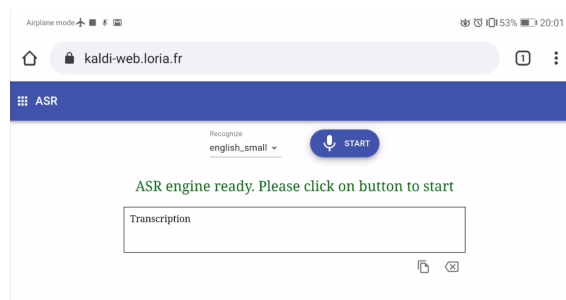 Airplane mode 53% 20:01
kaldi-web.loria.fr 1
ASR
Recognize
english_small START
ASR engine ready. Please click on button to start
Transcription